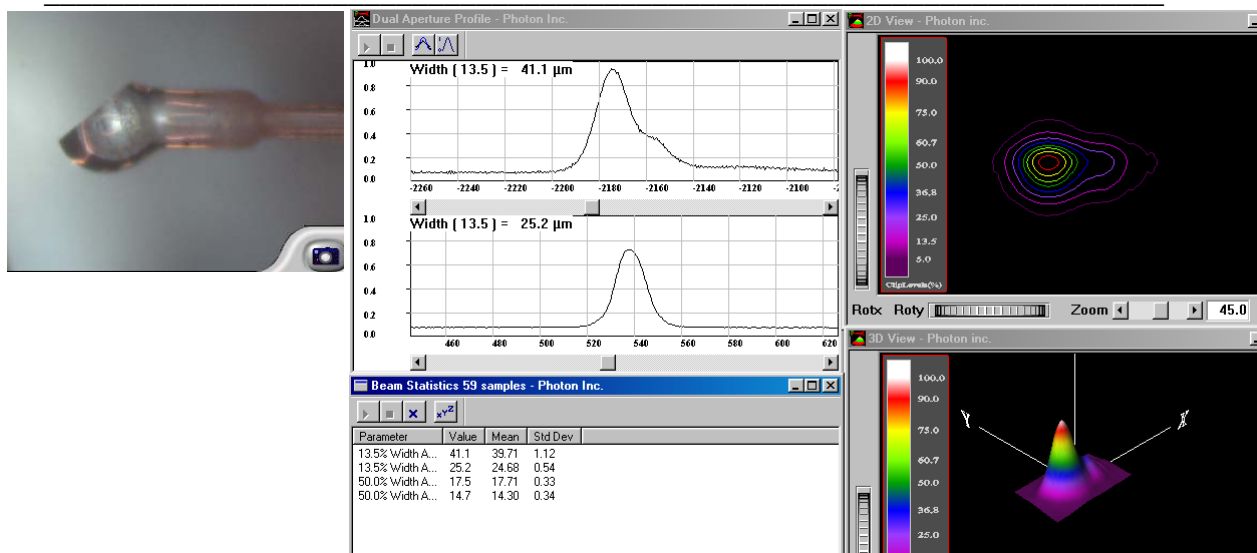 Dual Aperture Profile - Photon Inc.
Width ( 13.5 ) = 41.1 µm
1.0
0.8
0.6
0.4
0.2
0.0
-2260 -2240 -2220 -2200 -2180 -2160 -2140 -2120 -2100
Width ( 13.5 ) = 25.2 µm
1.0
0.8
0.6
0.4
0.2
0.0
460 480 500 520 540 560 580 600 620
Beam Statistics 59 samples - Photon Inc.
x Y Z
Parameter Value Mean Std Dev
13.5% Width A... 41.1 39.71 1.12
13.5% Width A... 25.2 24.68 0.54
50.0% Width A... 17.5 17.71 0.33
50.0% Width A... 14.7 14.30 0.34
2D View - Photon inc.
100.0
90.0
75.0
60.7
50.0
36.8
25.0
13.5
5.0
ClipLevels(%)
Rotx Roty Zoom 45.0
3D View - Photon inc.
100.0
90.0
75.0
60.7
50.0
36.8
25.0
Y X